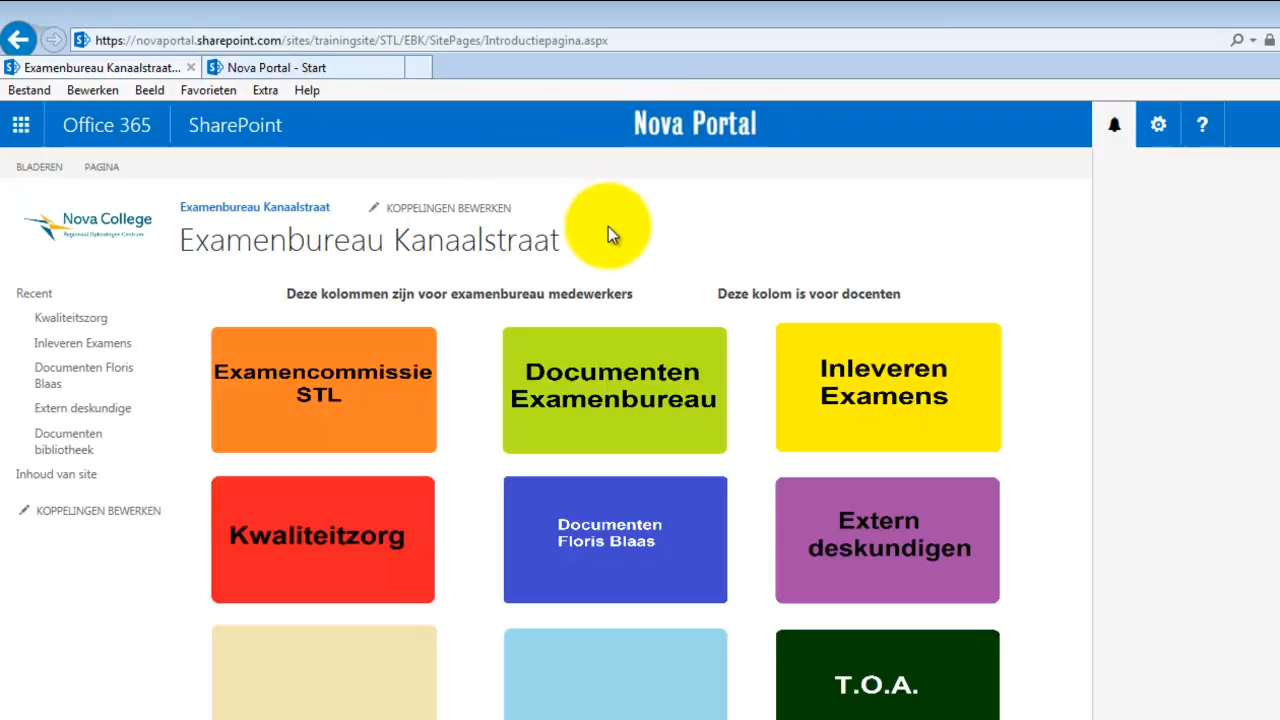 https://novaportal.sharepoint.com/sites/trainingsite/STL/EBK/SitePages/Introductiepagina.aspx
Examenbureau Kanaalstraat...
Nova Portal - Start
Bestand Bewerken Beeld Favorieten Extra Help
Office 365 SharePoint Nova Portal ?
BLADEREN PAGINA
Nova College
Regionaal Opleidingen Centrum
Examenbureau Kanaalstraat
KOPPELINGEN BEWERKEN
Examenbureau Kanaalstraat
Recent
Kwaliteitszorg
Inleveren Examens
Documenten Floris
Blaas
Extern deskundige
Documenten
bibliotheek
Inhoud van site
KOPPELINGEN BEWERKEN
Deze kolommen zijn voor examenbureau medewerkers
Deze kolom is voor docenten
Examencommissie
STL
Documenten
Examenbureau
Inleveren
Examens
Kwaliteitzorg
Documenten
Floris Blaas
Extern
deskundigen
T.O.A.